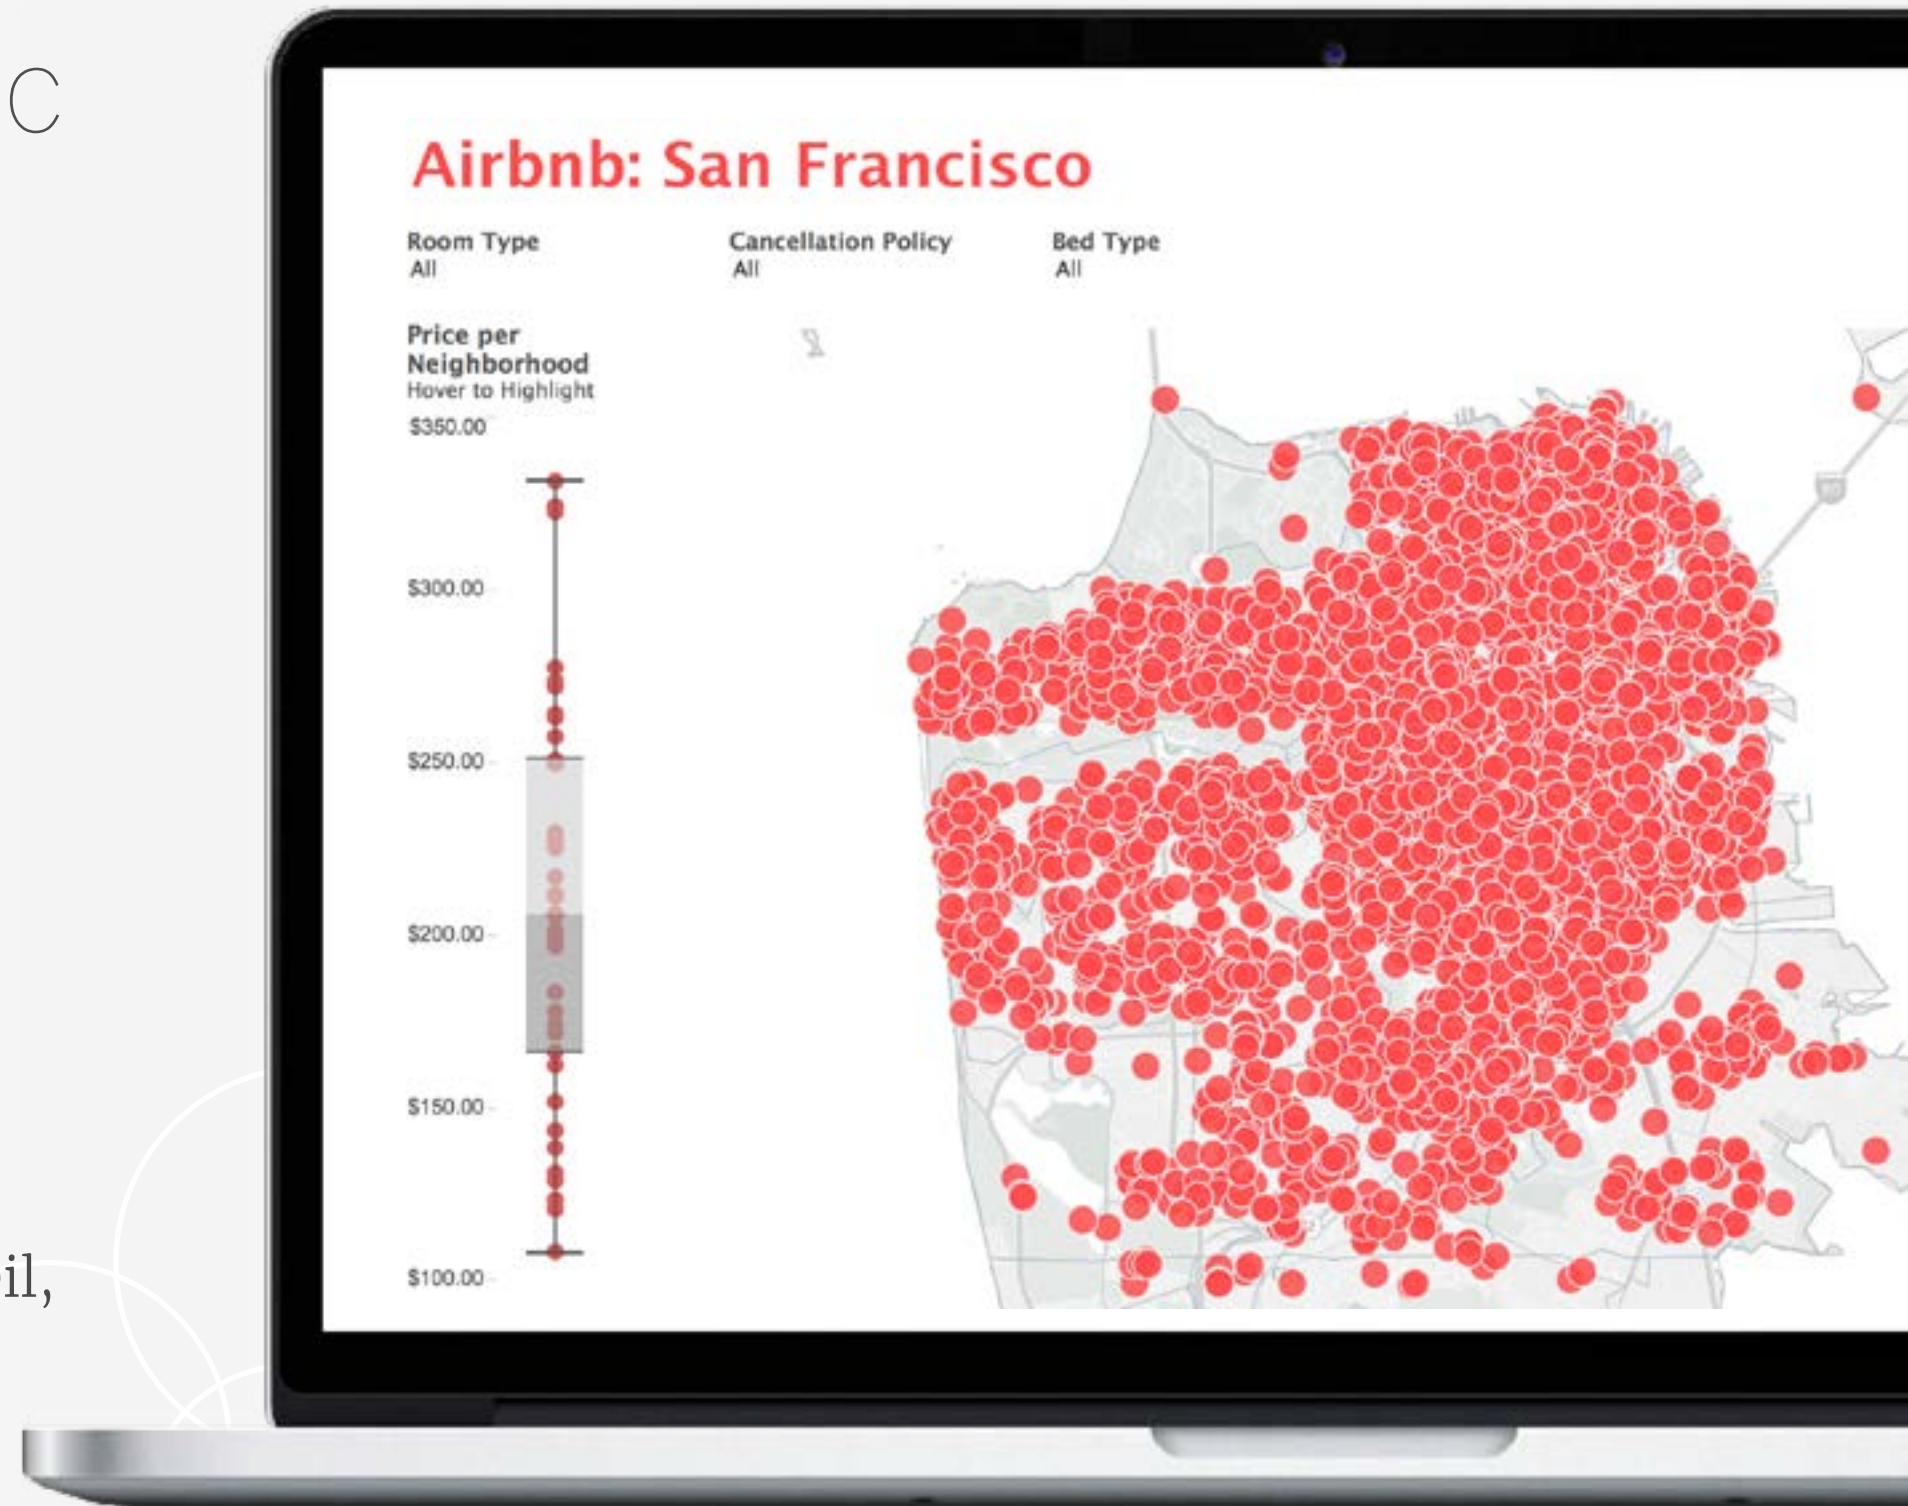 C
Airbnb: San Francisco
Room Type
All
Cancellation Policy
All
Bed Type
All
Price per
Neighborhood
Hover to Highlight
$350.00
$300.00
$250.00
$200.00
$150.00
$100.00
il,